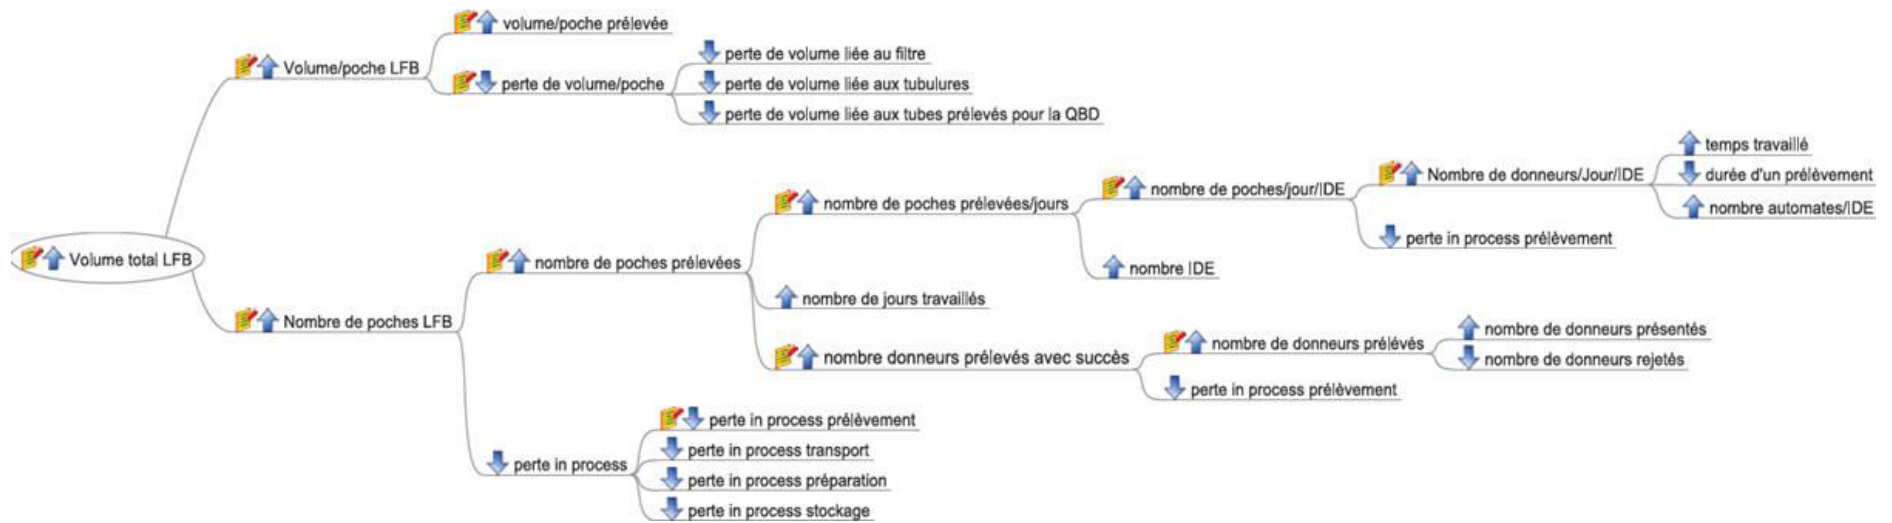 volume/poche prélevée
Volume/poche LFB
perte de volume liée au filtre
perte de volume/poche
perte de volume liée aux tubulures
perte de volume liée aux tubes prélevés pour la QBD
temps travaillé
Nombre de donneurs/Jour/IDE
durée d'un prélèvement
nombre de poches/jour/IDE
nombre de poches prélevées/jours
nombre automates/IDE
perte in process prélèvement
Volume total LFB
nombre de poches prélevées
nombre IDE
nombre de jours travaillés
Nombre de poches LFB
nombre de donneurs présentés
nombre de donneurs prélévés
nombre donneurs prélevés avec succès
nombre de donneurs rejetés
perte in process prélèvement
perte in process prélèvement
perte in process transport
perte in process
perte in process préparation
perte in process stockage